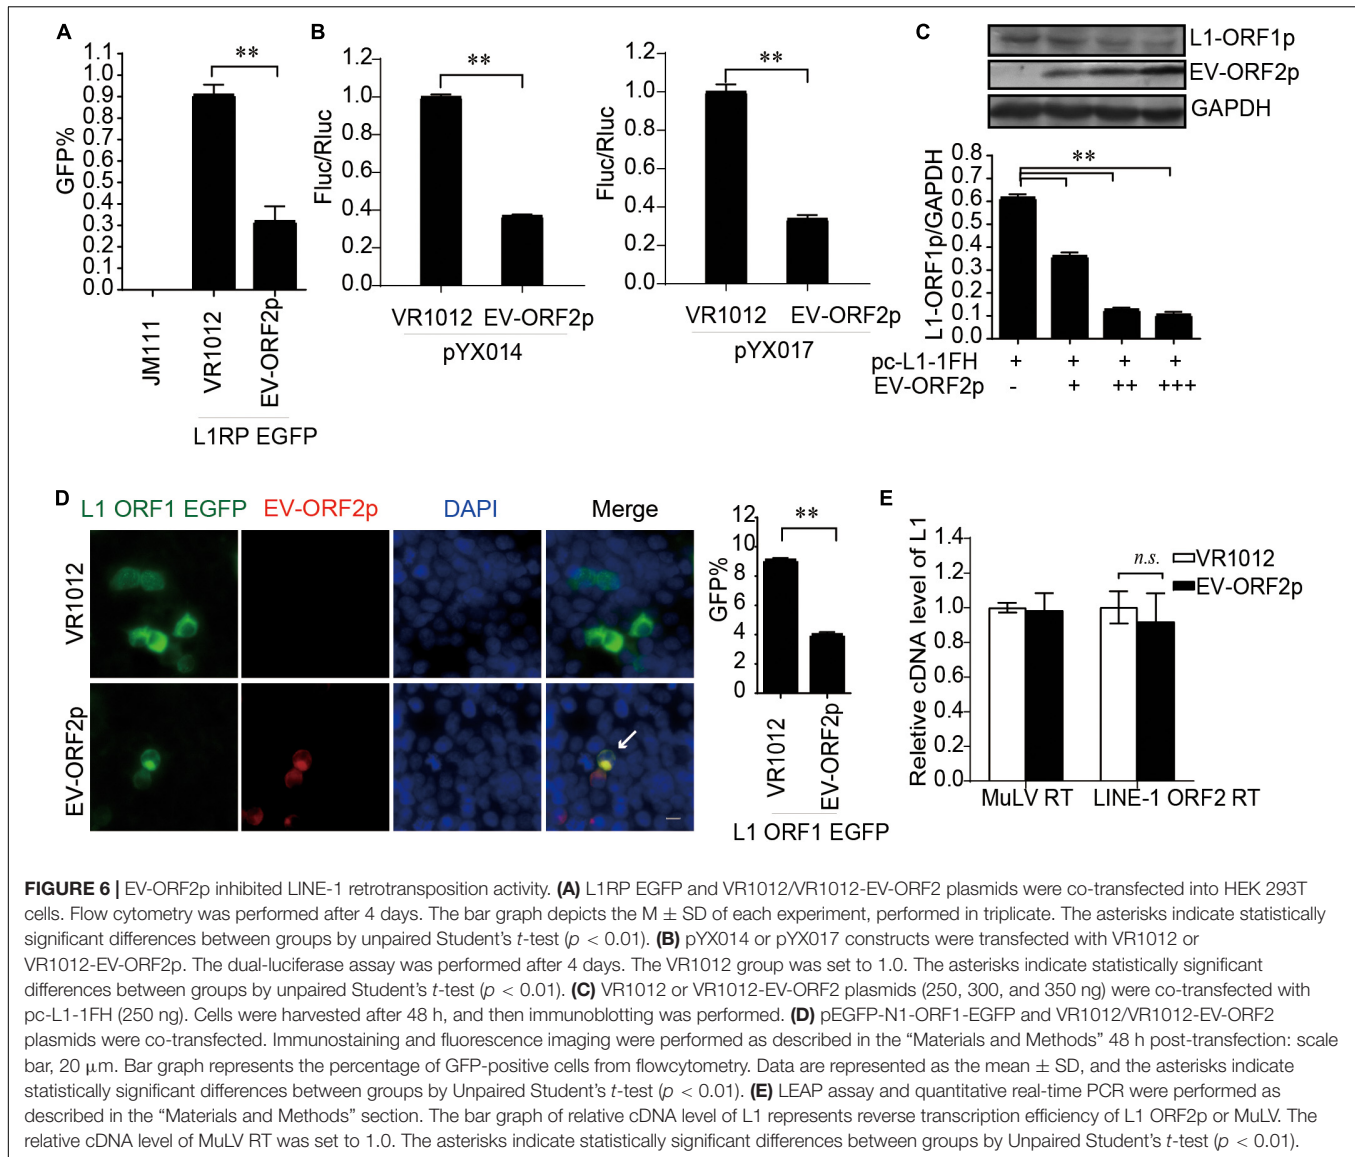 A
GFP%
1.1
1.0
0.9
0.8
0.7
0.6
0.5
0.4
0.3
0.2
0.1
0.0
**
JM111
VR1012
EV-ORF2p
L1RP EGFP
B
Fluc/Rluc
1.2
1.0
0.8
0.6
0.4
0.2
0.0
**
VR1012 EV-ORF2p
pYX014
Fluc/Rluc
1.2
1.0
0.8
0.6
0.4
0.2
0.0
**
VR1012 EV-ORF2p
pYX017
C
L1-ORF1p
EV-ORF2p
GAPDH
L1-ORF1p/GAPDH
0.8
0.7
0.6
0.4
0.3
0.2
0.1
0.0
**
pc-L1-1FH + + + +
EV-ORF2p - + ++ +++
D
L1 ORF1 EGFP EV-ORF2p DAPI Merge
VR1012
EV-ORF2p
GFP%
12
10
8
6
4
2
0
**
VR1012
EV-ORF2p
L1 ORF1 EGFP
E
Reletive cDNA level of L1
1.4
1.2
1.0
0.8
0.6
0.4
0.2
0.0
n.s.
VR1012
EV-ORF2p
MuLV RT LINE-1 ORF2 RT
FIGURE 6 | EV-ORF2p inhibited LINE-1 retrotransposition activity. (A) L1RP EGFP and VR1012/VR1012-EV-ORF2 plasmids were co-transfected into HEK 293T
cells. Flow cytometry was performed after 4 days. The bar graph depicts the M ± SD of each experiment, performed in triplicate. The asterisks indicate statistically
significant differences between groups by unpaired Student's t-test (p < 0.01). (B) pYX014 or pYX017 constructs were transfected with VR1012 or
VR1012-EV-ORF2p. The dual-luciferase assay was performed after 4 days. The VR1012 group was set to 1.0. The asterisks indicate statistically significant
differences between groups by unpaired Student's t-test (p < 0.01). (C) VR1012 or VR1012-EV-ORF2 plasmids (250, 300, and 350 ng) were co-transfected with
pc-L1-1FH (250 ng). Cells were harvested after 48 h, and then immunoblotting was performed. (D) pEGFP-N1-ORF1-EGFP and VR1012/VR1012-EV-ORF2
plasmids were co-transfected. Immunostaining and fluorescence imaging were performed as described in the “Materials and Methods” 48 h post-transfection: scale
bar, 20 μm. Bar graph represents the percentage of GFP-positive cells from flowcytometry. Data are represented as the mean ± SD, and the asterisks indicate
statistically significant differences between groups by Unpaired Student's t-test (p < 0.01). (E) LEAP assay and quantitative real-time PCR were performed as
described in the “Materials and Methods” section. The bar graph of relative cDNA level of L1 represents reverse transcription efficiency of L1 ORF2p or MuLV. The
relative cDNA level of MuLV RT was set to 1.0. The asterisks indicate statistically significant differences between groups by Unpaired Student's t-test (p < 0.01).